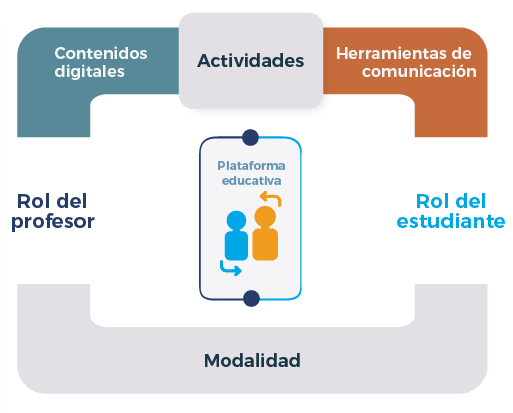 Contenidos
digitales
Actividades
Herramientas de
comunicación
Plataforma
educativa
Rol del
profesor
Rol del
estudiante
Modalidad